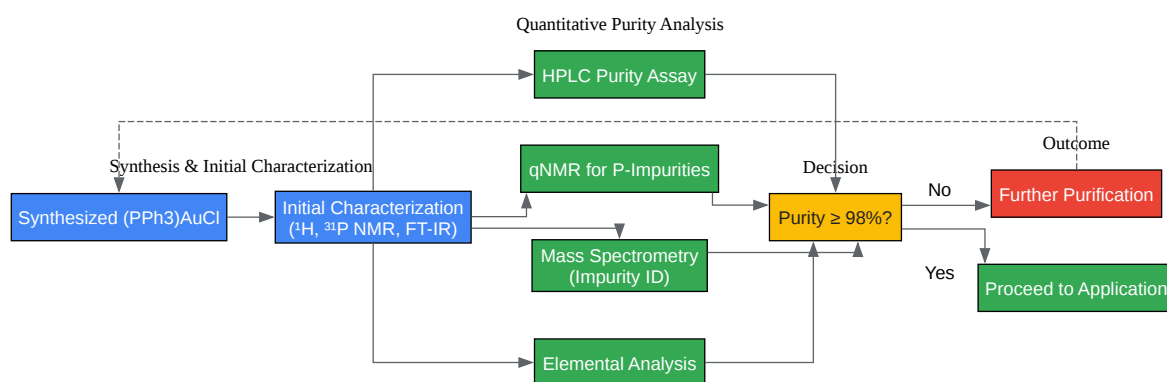 Quantitative Purity Analysis
HPLC Purity Assay
Synthesis & Initial Characterization
Outcome
qNMR for P-Impurities
Decision
No
Further Purification
Synthesized (PPh3)AuCl
Initial Characterization
(¹H, ³¹P NMR, FT-IR)
Purity ≥ 98%?
Mass Spectrometry
(Impurity ID)
Yes
Proceed to Application
Elemental Analysis